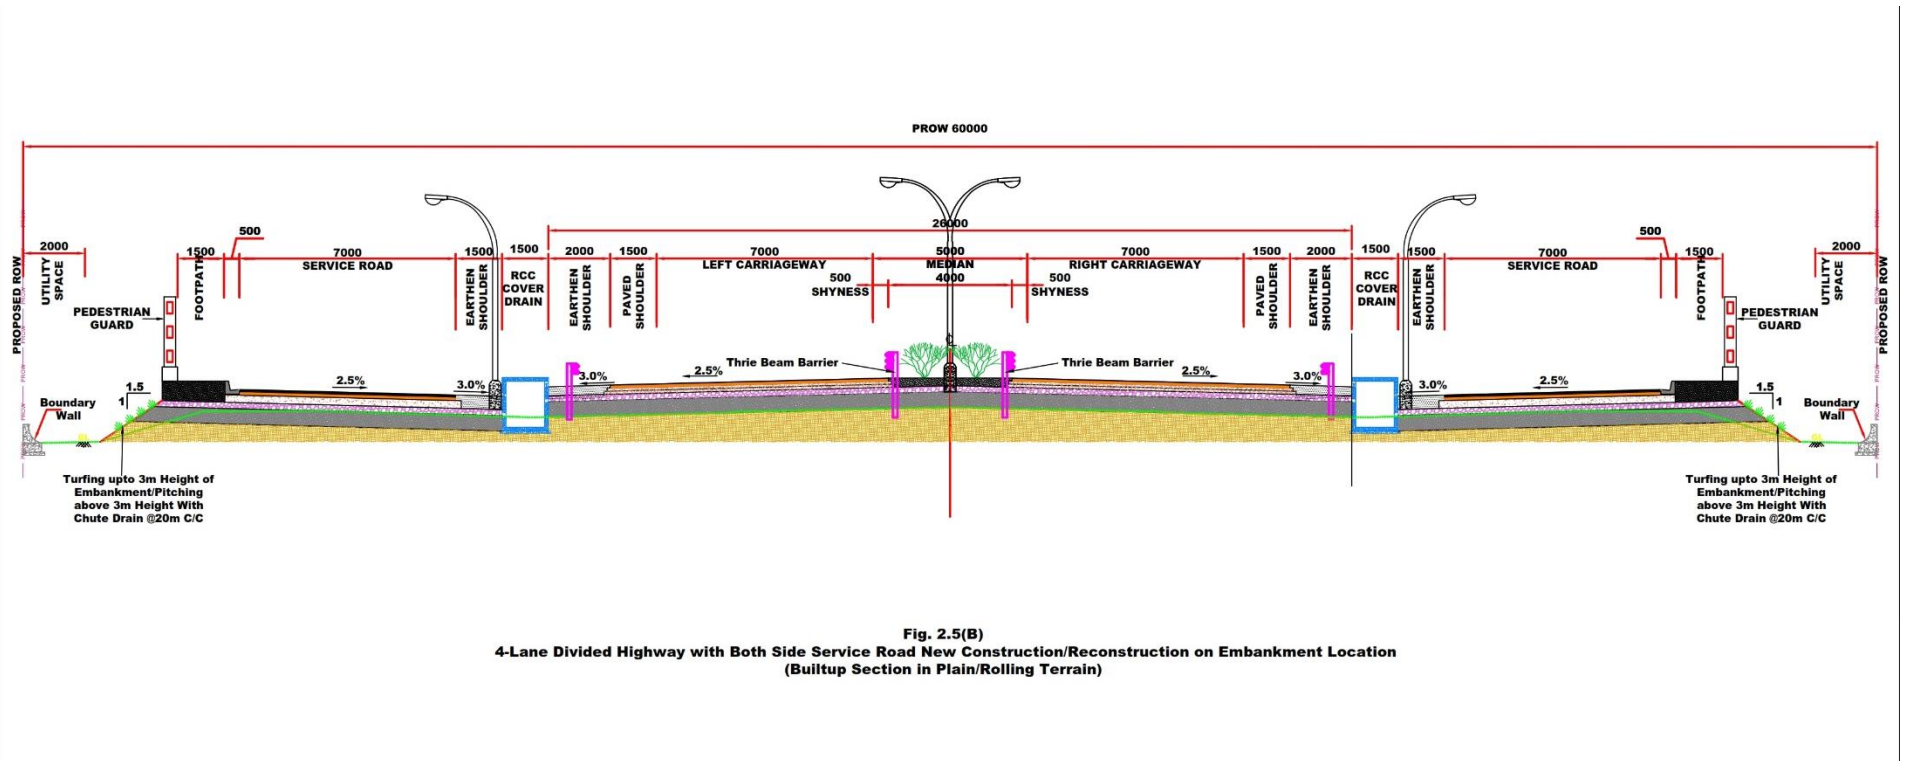 PROW 60000
26000
2000
1500
500
7000
1500
1500
2000
1500
7000
5000
7000
1500
2000
1500
1500
7000
500
1500
2000
PROPOSED ROW
UTILITY
SPACE
FOOTPATH
SERVICE ROAD
EARTHEN
SHOULDER
RCC
COVER
DRAIN
EARTHEN
SHOULDER
PAVED
SHOULDER
LEFT CARRIAGEWAY
MEDIAN
RIGHT CARRIAGEWAY
PAVED
SHOULDER
EARTHEN
SHOULDER
RCC
COVER
DRAIN
EARTHEN
SHOULDER
SERVICE ROAD
FOOTPATH
UTILITY
SPACE
PROPOSED ROW
500
SHYNESS
4000
500
SHYNESS
PEDESTRIAN
GUARD
PEDESTRIAN
GUARD
Thrie Beam Barrier
Thrie Beam Barrier
1.5
1
2.5%
3.0%
3.0%
2.5%
2.5%
3.0%
3.0%
2.5%
1.5
1
Boundary
Wall
Boundary
Wall
Turfing upto 3m Height of
Embankment/Pitching
above 3m Height With
Chute Drain @20m C/C
Turfing upto 3m Height of
Embankment/Pitching
above 3m Height With
Chute Drain @20m C/C
Fig. 2.5(B)
4-Lane Divided Highway with Both Side Service Road New Construction/Reconstruction on Embankment Location
(Builtup Section in Plain/Rolling Terrain)